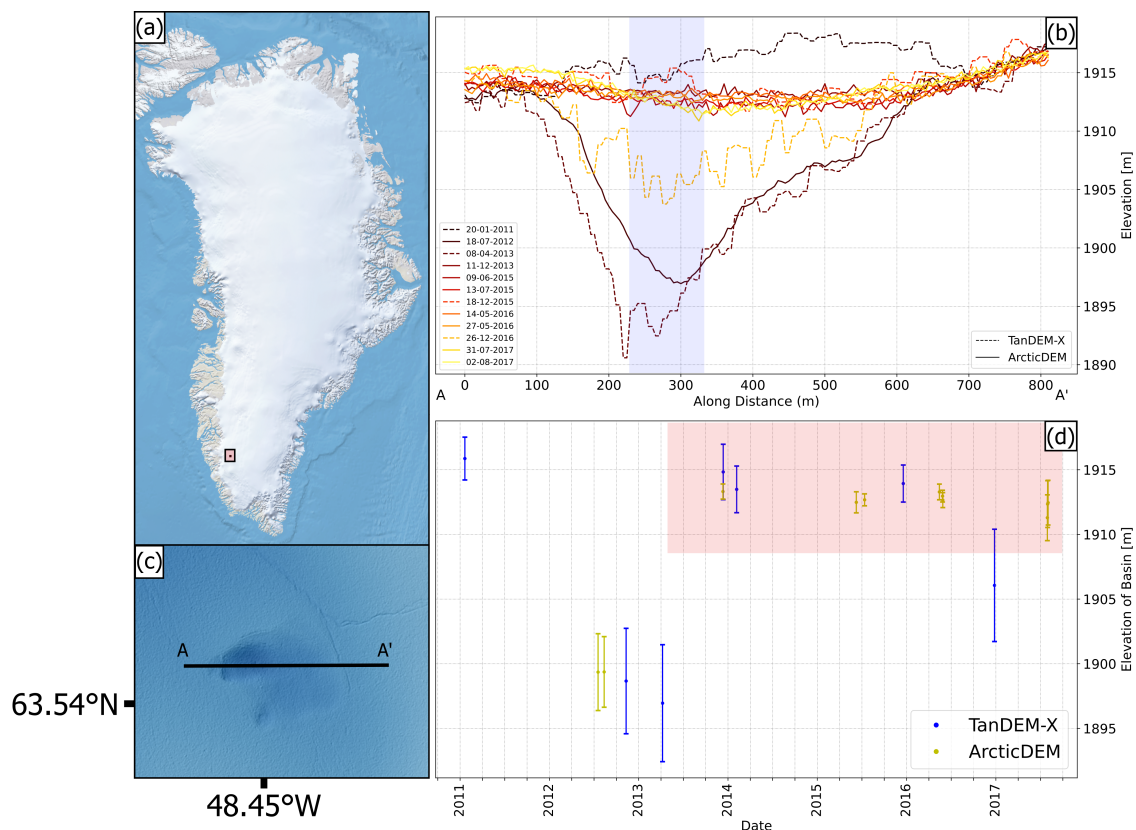 (a)
(b)
1915
1910
1905
1900
1895
1890
Elevation [m]
20-01-2011
18-07-2012
08-04-2013
11-12-2013
09-06-2015
13-07-2015
18-12-2015
14-05-2016
27-05-2016
26-12-2016
31-07-2017
02-08-2017
TanDEM-X
ArcticDEM
0 100 200 300 400 500 600 700 800
A Along Distance (m) A'
(c)
A A'
63.54°N
48.45°W
(d)
1915
1910
1905
1900
1895
Elevation of Basin [m]
TanDEM-X
ArcticDEM
2011 2012 2013 2014 2015 2016 2017
Date